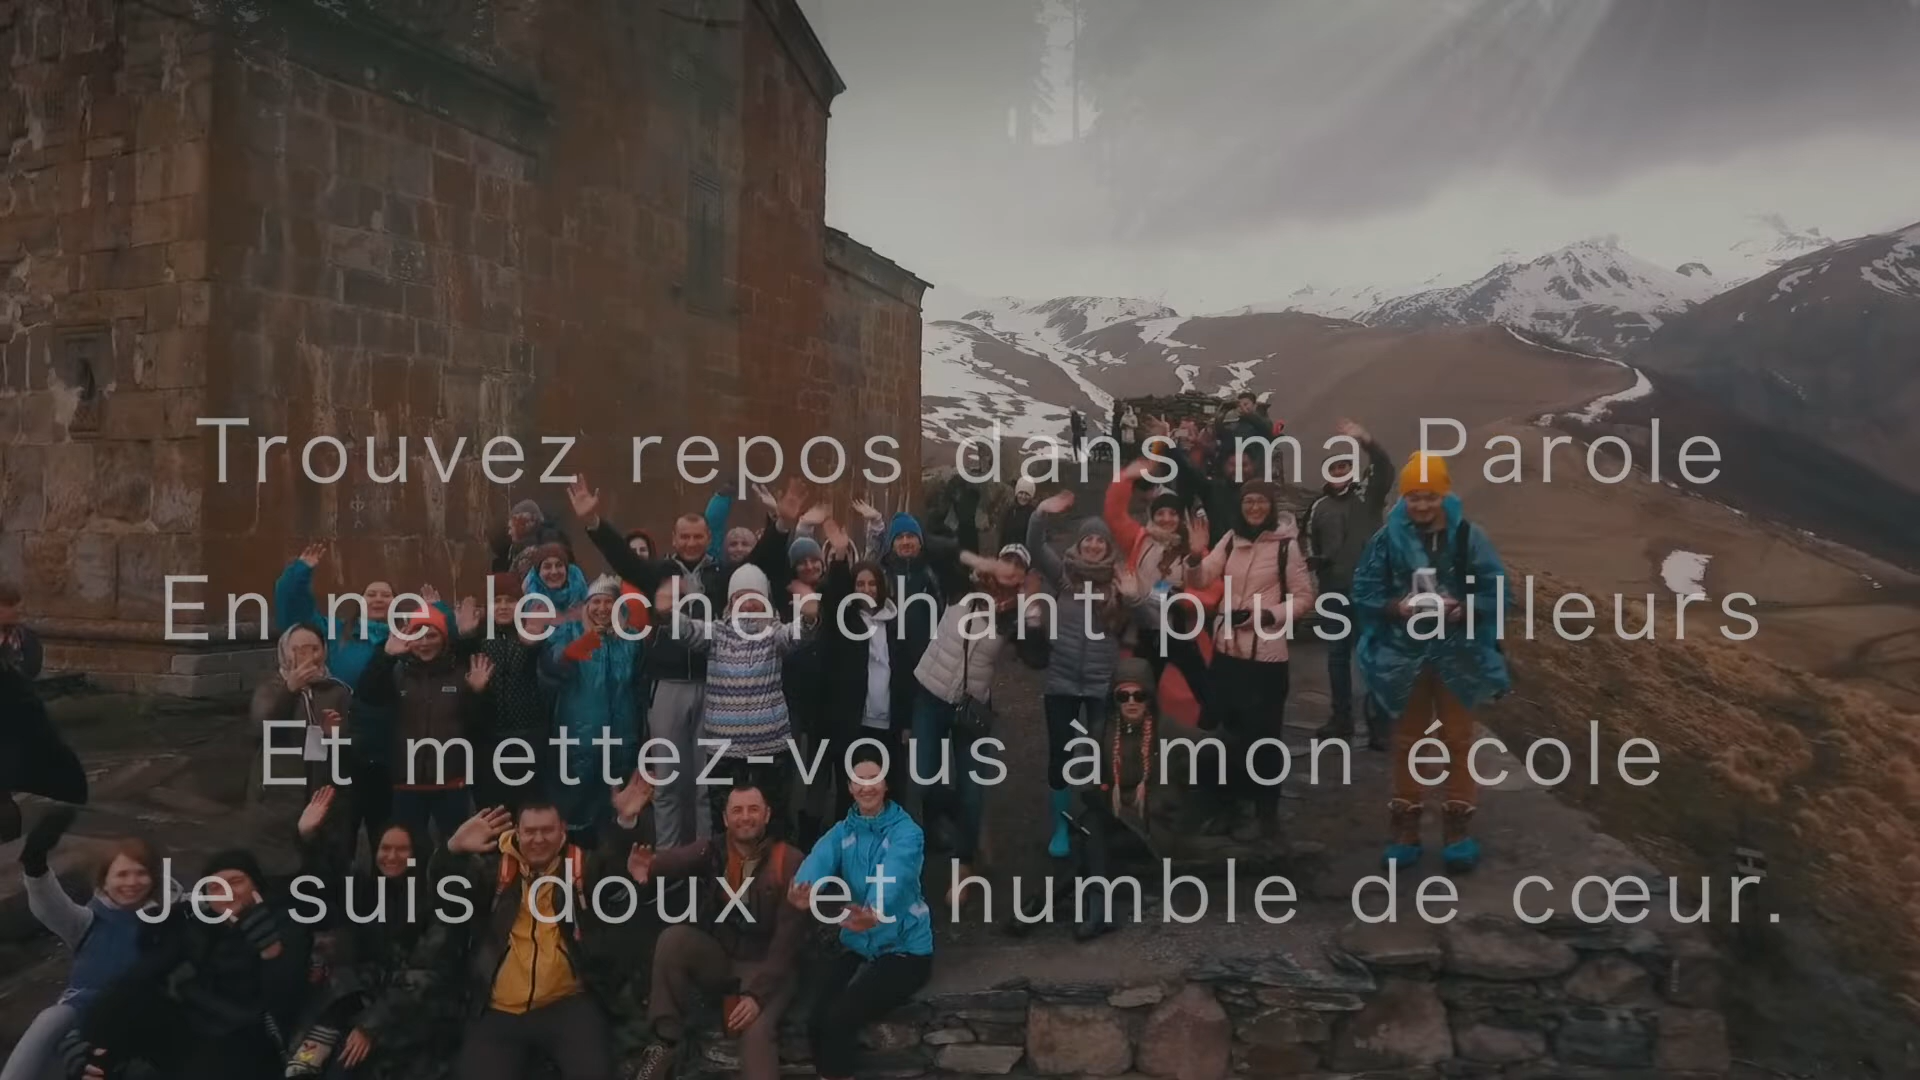 Trouvez repos dans ma Parole
En ne le cherchant plus ailleurs
Et mettez-vous à mon école
Je suis doux et humble de cœur.